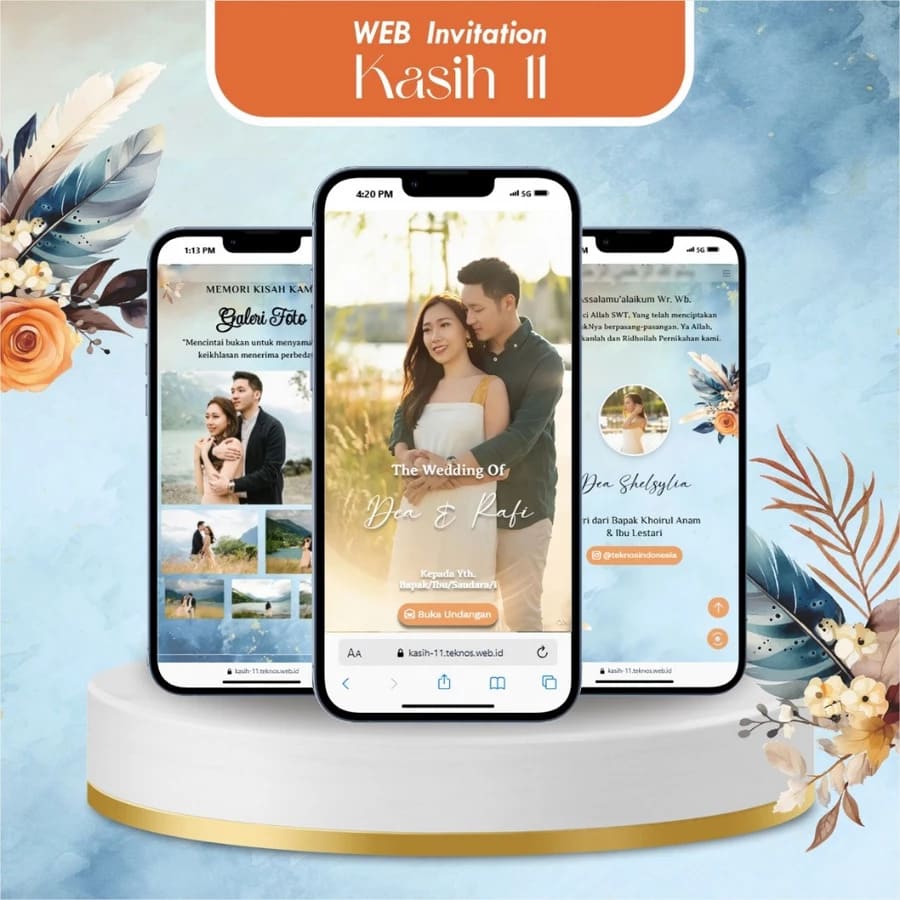 WEB Invitation
Kasih 11
1:13 PM
MEMORI KISAH KAM
Galeri Foto
"Mencintai bukan untuk menyama
keikhlasan menerima perbeda
kasih-11.teknos.web.id
4:20 PM
5G
The Wedding Of
Dea & Rafi
Kepada Yth.
Bapak/Ibu/Saudara/i
Buka Undangan
AA
kasih-11.teknos.web.id
M
5G
Assalamu'alaikum Wr. Wb.
ci Allah SWT, Yang telah menciptakan
kNya berpasang-pasangan. Ya Allah,
kanlah dan Ridhoilah Pernikahan kami.
Dea Shelsylia
ri dari Bapak Khoirul Anam
& Ibu Lestari
@teknosindonesia
kasih-11.teknos.web.id